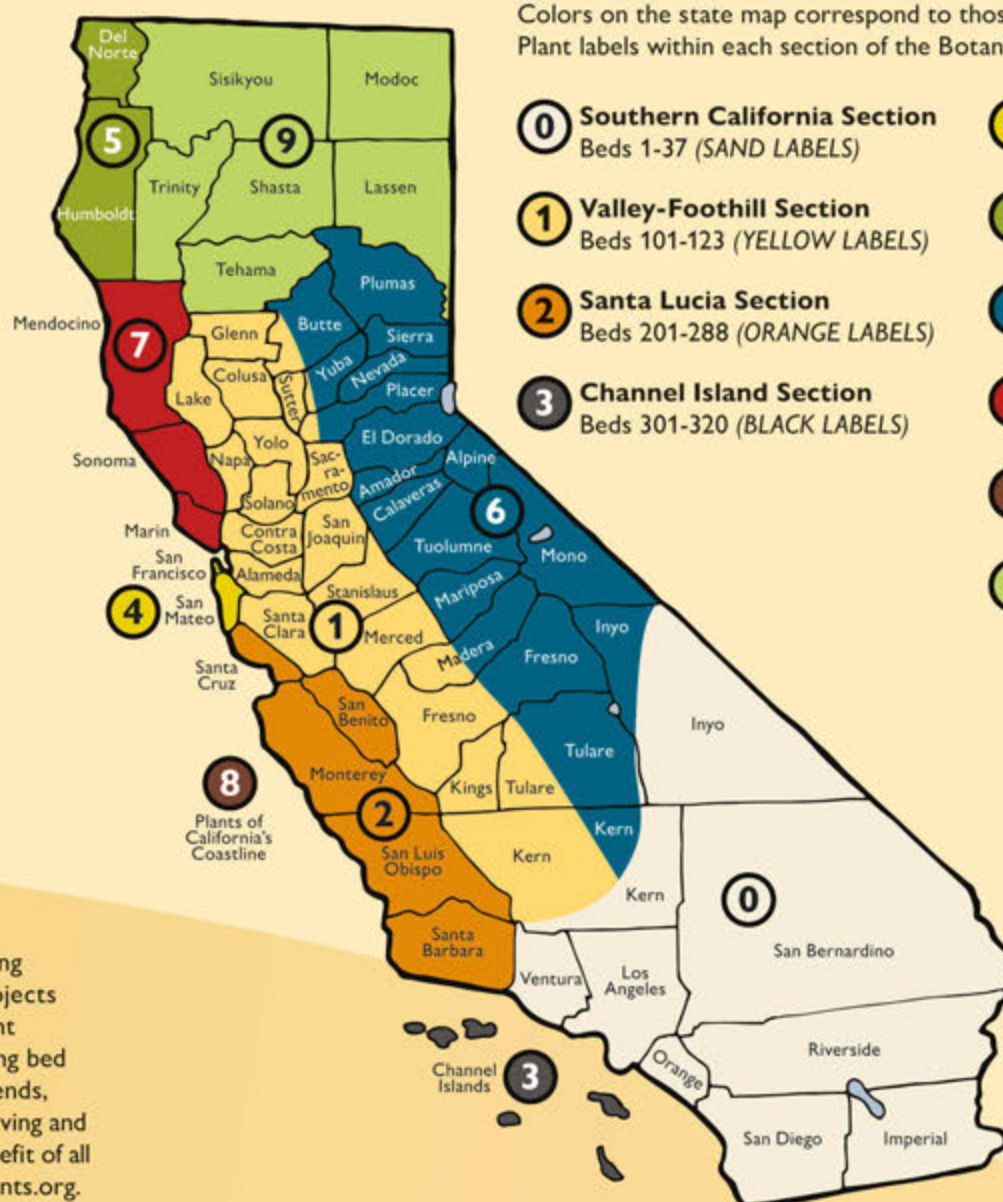 Colors on the state map correspond to thos
Plant labels within each section of the Botan
0 Southern California Section
Beds 1-37 (SAND LABELS)
1 Valley-Foothill Section
Beds 101-123 (YELLOW LABELS)
2 Santa Lucia Section
Beds 201-288 (ORANGE LABELS)
3 Channel Island Section
Beds 301-320 (BLACK LABELS)
Del
Norte
Sisikyou
Modoc
5
9
Trinity
Shasta
Lassen
Humboldt
Tehama
Plumas
Mendocino
7
Glenn
Butte
Sierra
Colusa
Sutter
Yuba
Nevada
Placer
Lake
El Dorado
Sonoma
Napa
Yolo
Sac-
ra-
mento
Amador
Alpine
Solano
Calaveras
6
Marin
Contra
Costa
San
Joaquin
Tuolumne
Mono
San
Francisco
Alameda
Stanislaus
Mariposa
4
San
Mateo
Santa
Clara
1
Merced
Inyo
Madera
Fresno
Santa
Cruz
San
Benito
Fresno
Inyo
Tulare
8
Monterey
Kings
Tulare
Plants of
California's
Coastline
2
Kern
San Luis
Obispo
Kern
Kern
0
Santa
Barbara
San Bernardino
Ventura
Los
Angeles
Channel
Islands
3
Orange
Riverside
San Diego
Imperial
ng
ojects
nt
ng bed
ends,
ving and
efit of all
nts.org.